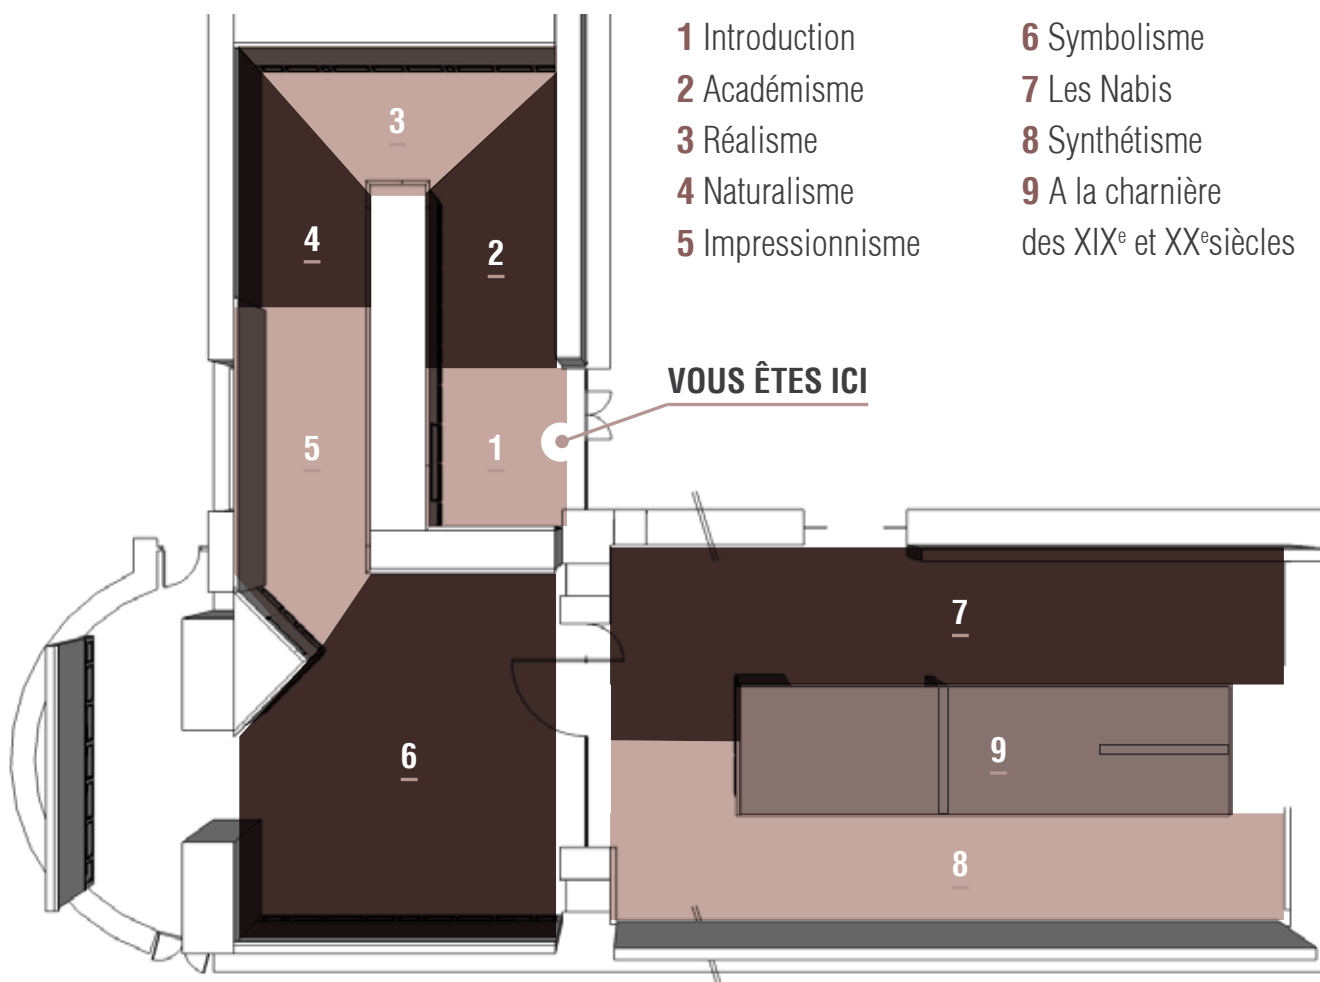 1 Introduction
2 Académisme
3 Réalisme
4 Naturalisme
5 Impressionnisme
6 Symbolisme
7 Les Nabis
8 Synthétisme
9 A la charnière
des XIXᵉ et XXᵉsiècles
3
4
2
VOUS ÊTES ICI
5
1
7
6
9
8